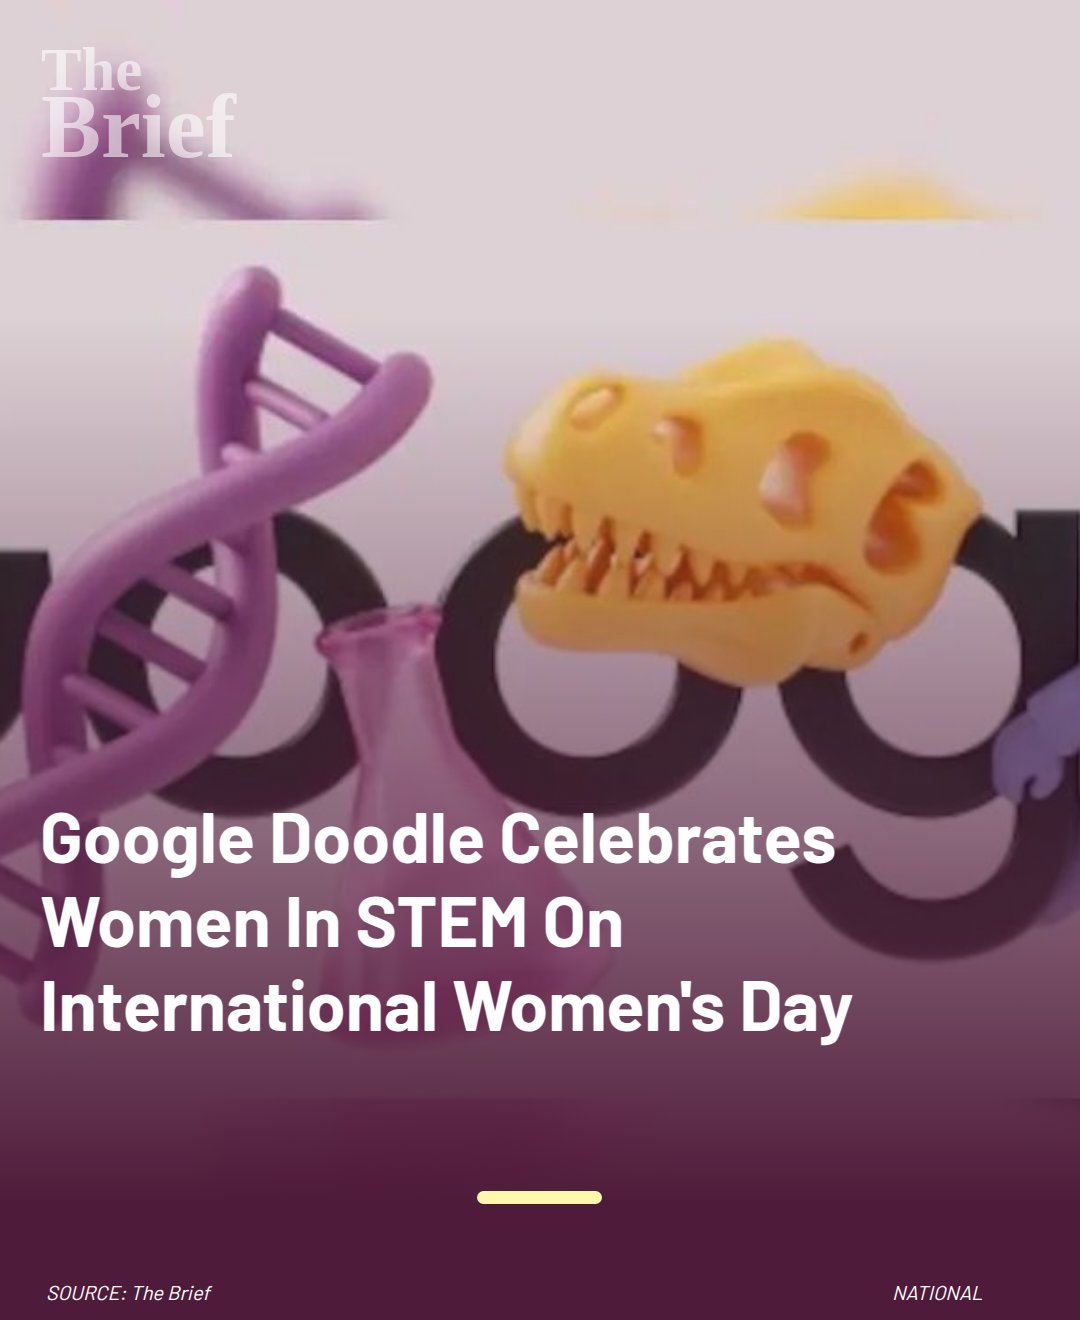 The
Brief
Google Doodle Celebrates
Women In STEM On
International Women's Day
SOURCE: The Brief
NATIONAL